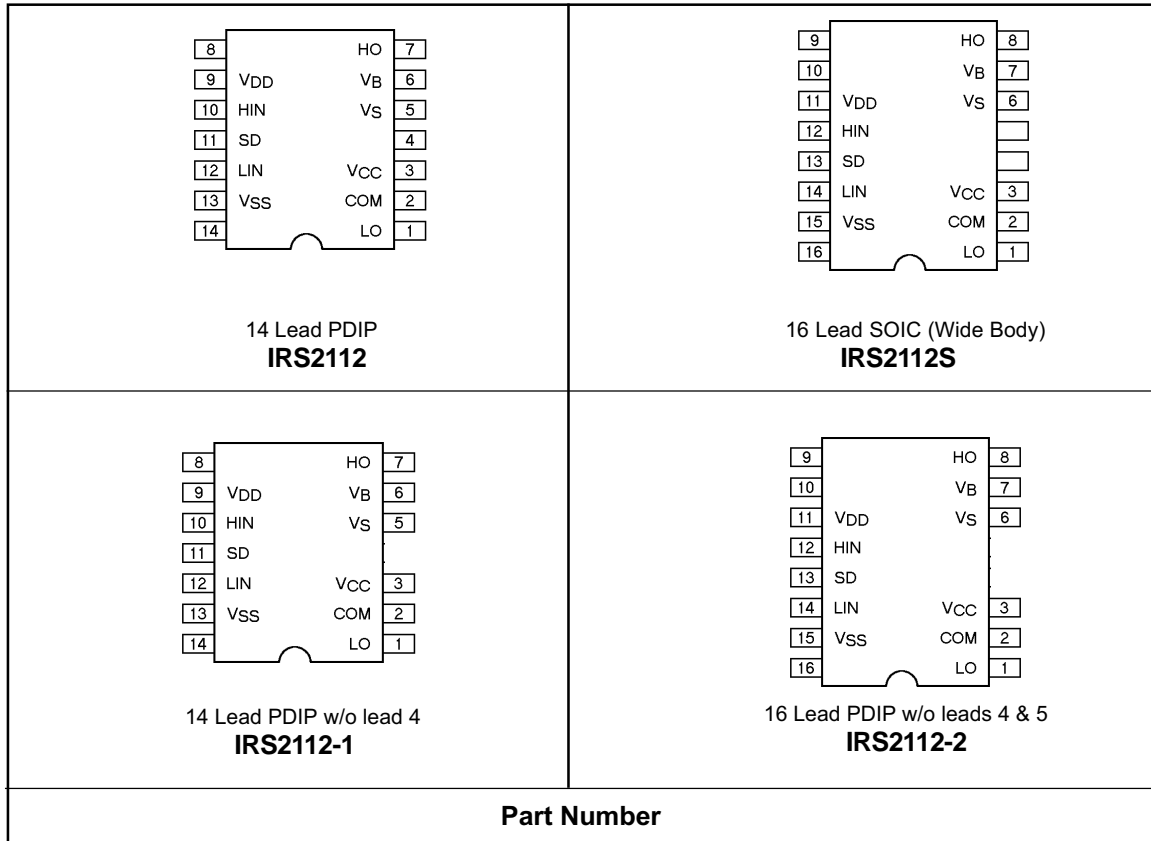 8 HO 7
9 VDD VB 6
10 HIN VS 5
11 SD 4
12 LIN VCC 3
13 VSS COM 2
14 LO 1
14 Lead PDIP
IRS2112
9 HO 8
10 VB 7
11 VDD VS 6
12 HIN
13 SD
14 LIN VCC 3
15 VSS COM 2
16 LO 1
16 Lead SOIC (Wide Body)
IRS2112S
8 HO 7
9 VDD VB 6
10 HIN VS 5
11 SD
12 LIN VCC 3
13 VSS COM 2
14 LO 1
14 Lead PDIP w/o lead 4
IRS2112-1
9 HO 8
10 VB 7
11 VDD VS 6
12 HIN
13 SD
14 LIN VCC 3
15 VSS COM 2
16 LO 1
16 Lead PDIP w/o leads 4 & 5
IRS2112-2
Part Number